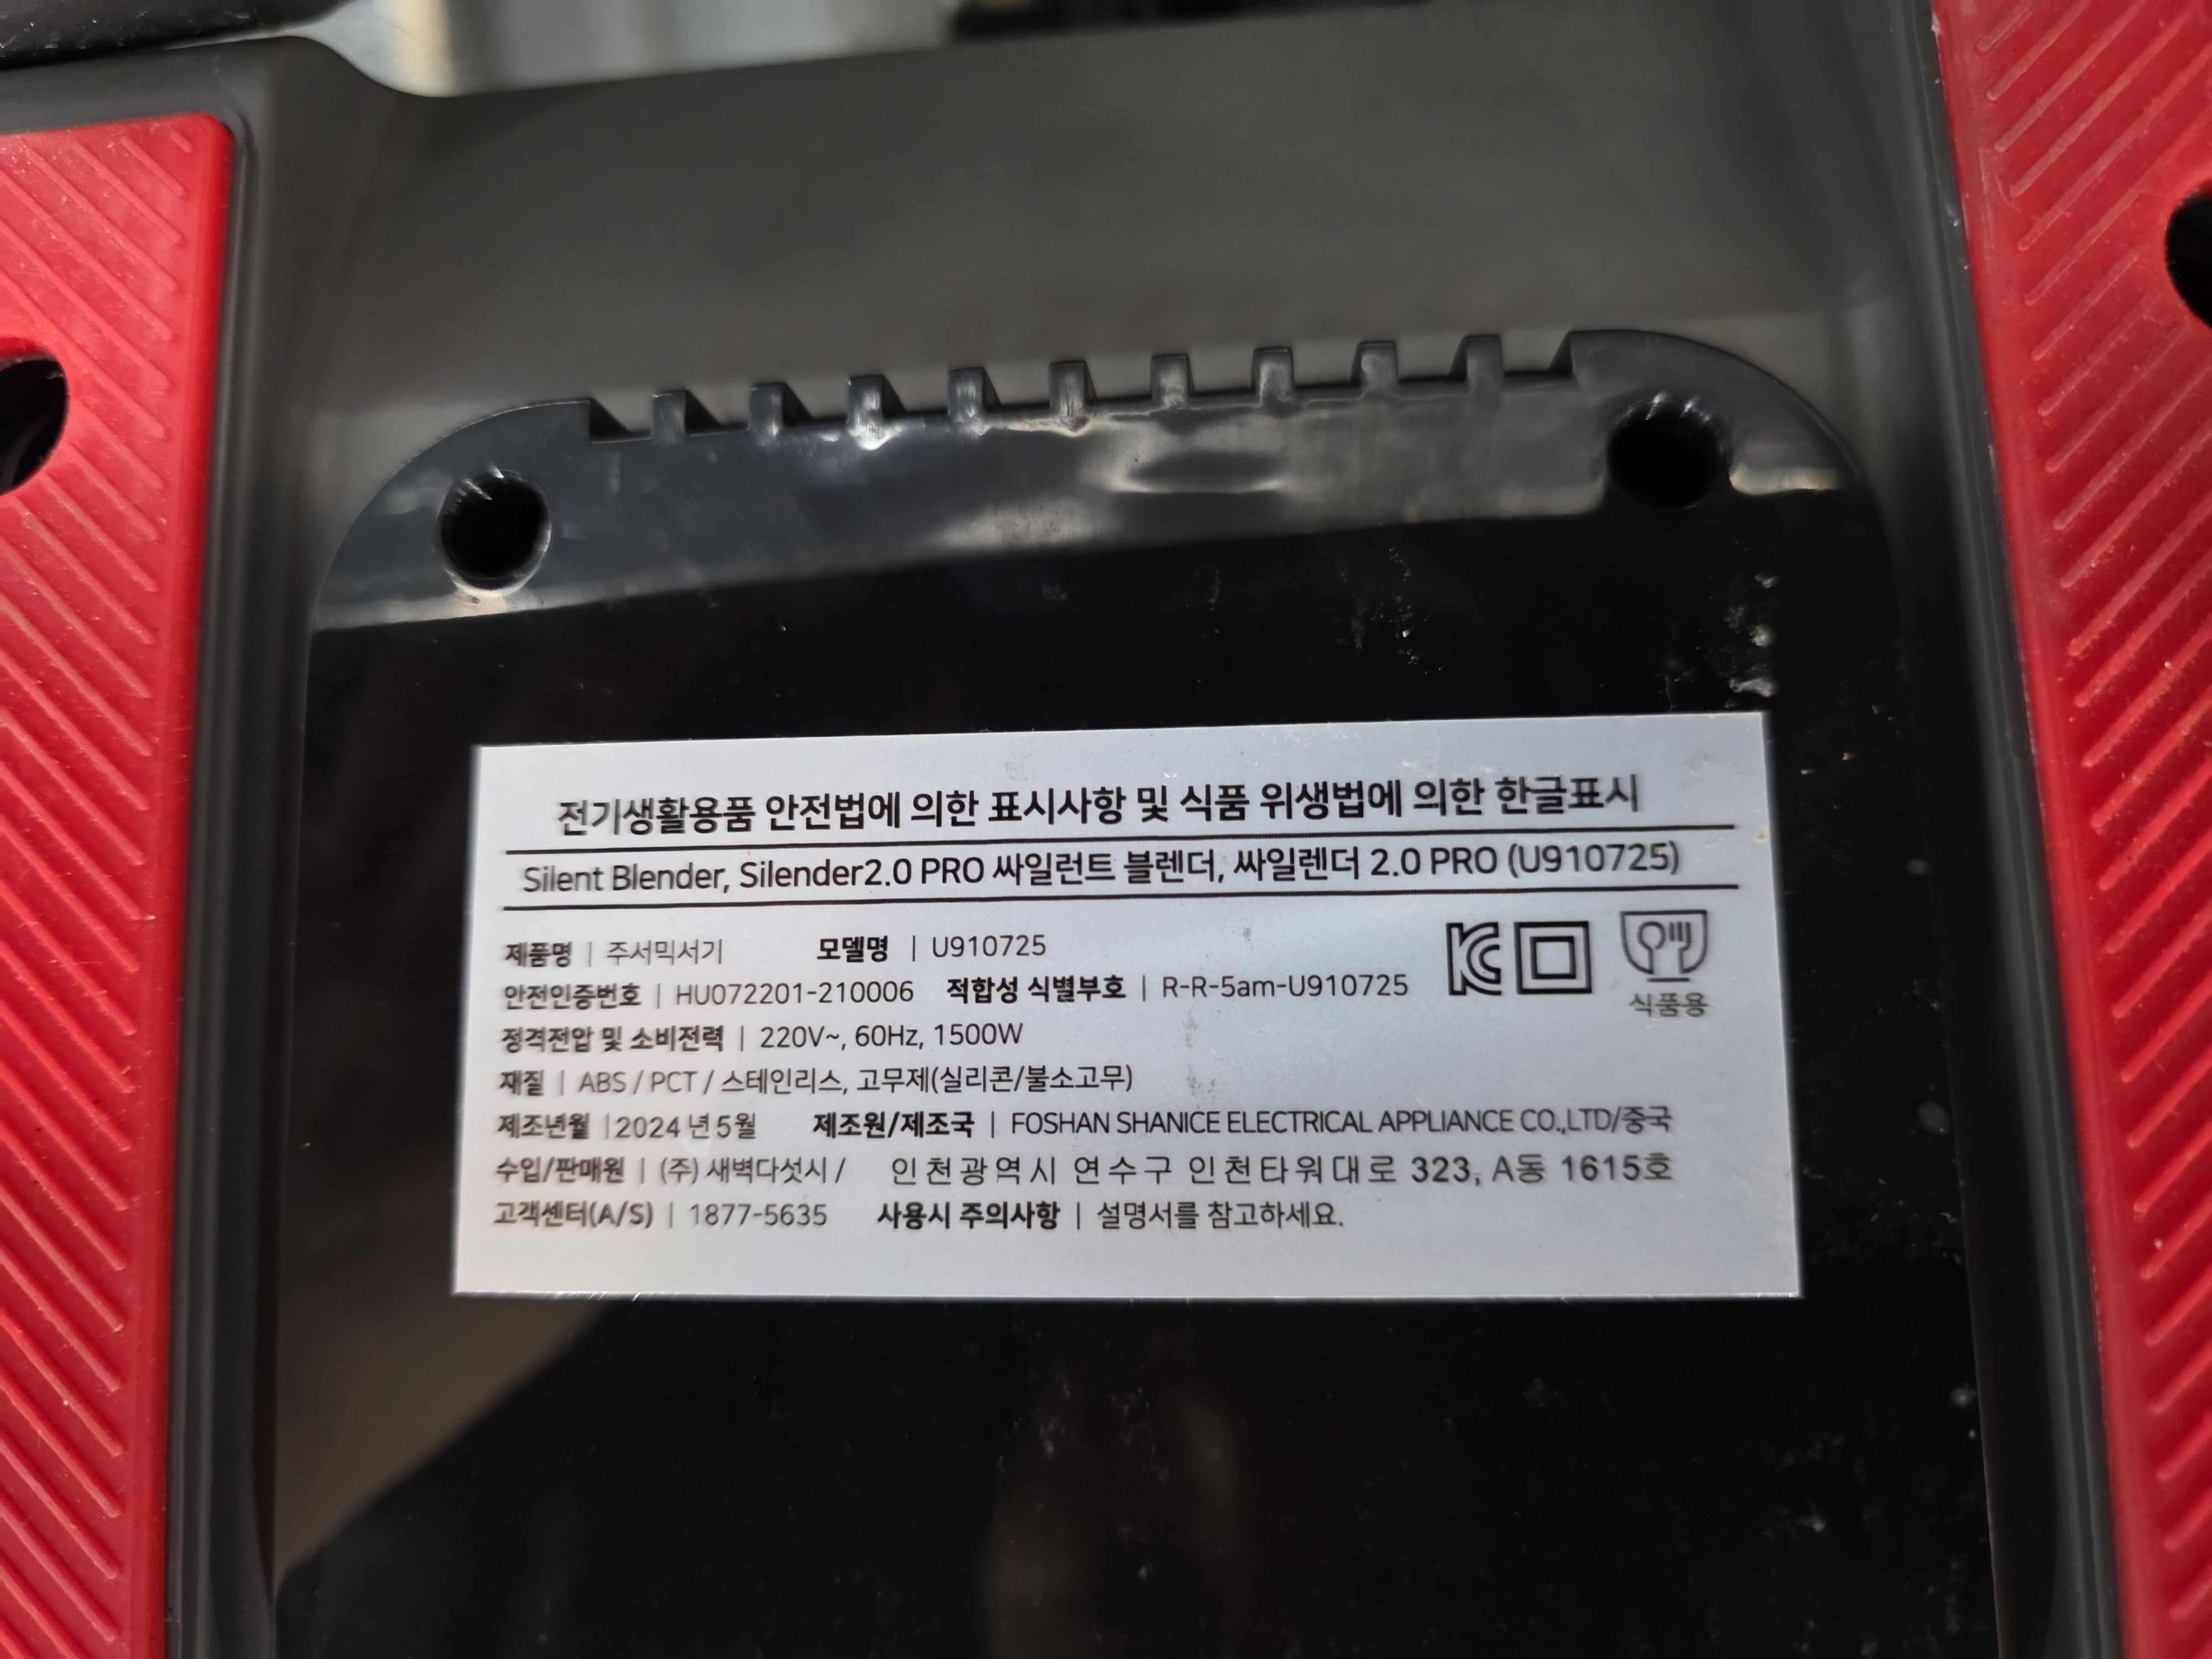 전기생활용품 안전법에 의한 표시사항 및 식품 위생법에 의한 한글표시
Silent Blender, Silender2.0 PRO 싸일런트 블렌더, 싸일렌더 2.0 PRO (U910725)
제품명 | 주서믹서기 모델명 | U910725
안전인증번호 | HU072201-210006 적합성 식별부호 | R-R-5am-U910725
식품용
정격전압 및 소비전력 | 220V~, 60Hz, 1500W
재질 | ABS / PCT / 스테인리스, 고무제(실리콘/불소고무)
제조년월 | 2024 년 5월 제조원/제조국 | FOSHAN SHANICE ELECTRICAL APPLIANCE CO.,LTD/중국
수입/판매원 | (주) 새벽다섯시 / 인천광역시 연수구 인천타워대로 323, A동 1615호
고객센터(A/S) | 1877-5635 사용시 주의사항 | 설명서를 참고하세요.